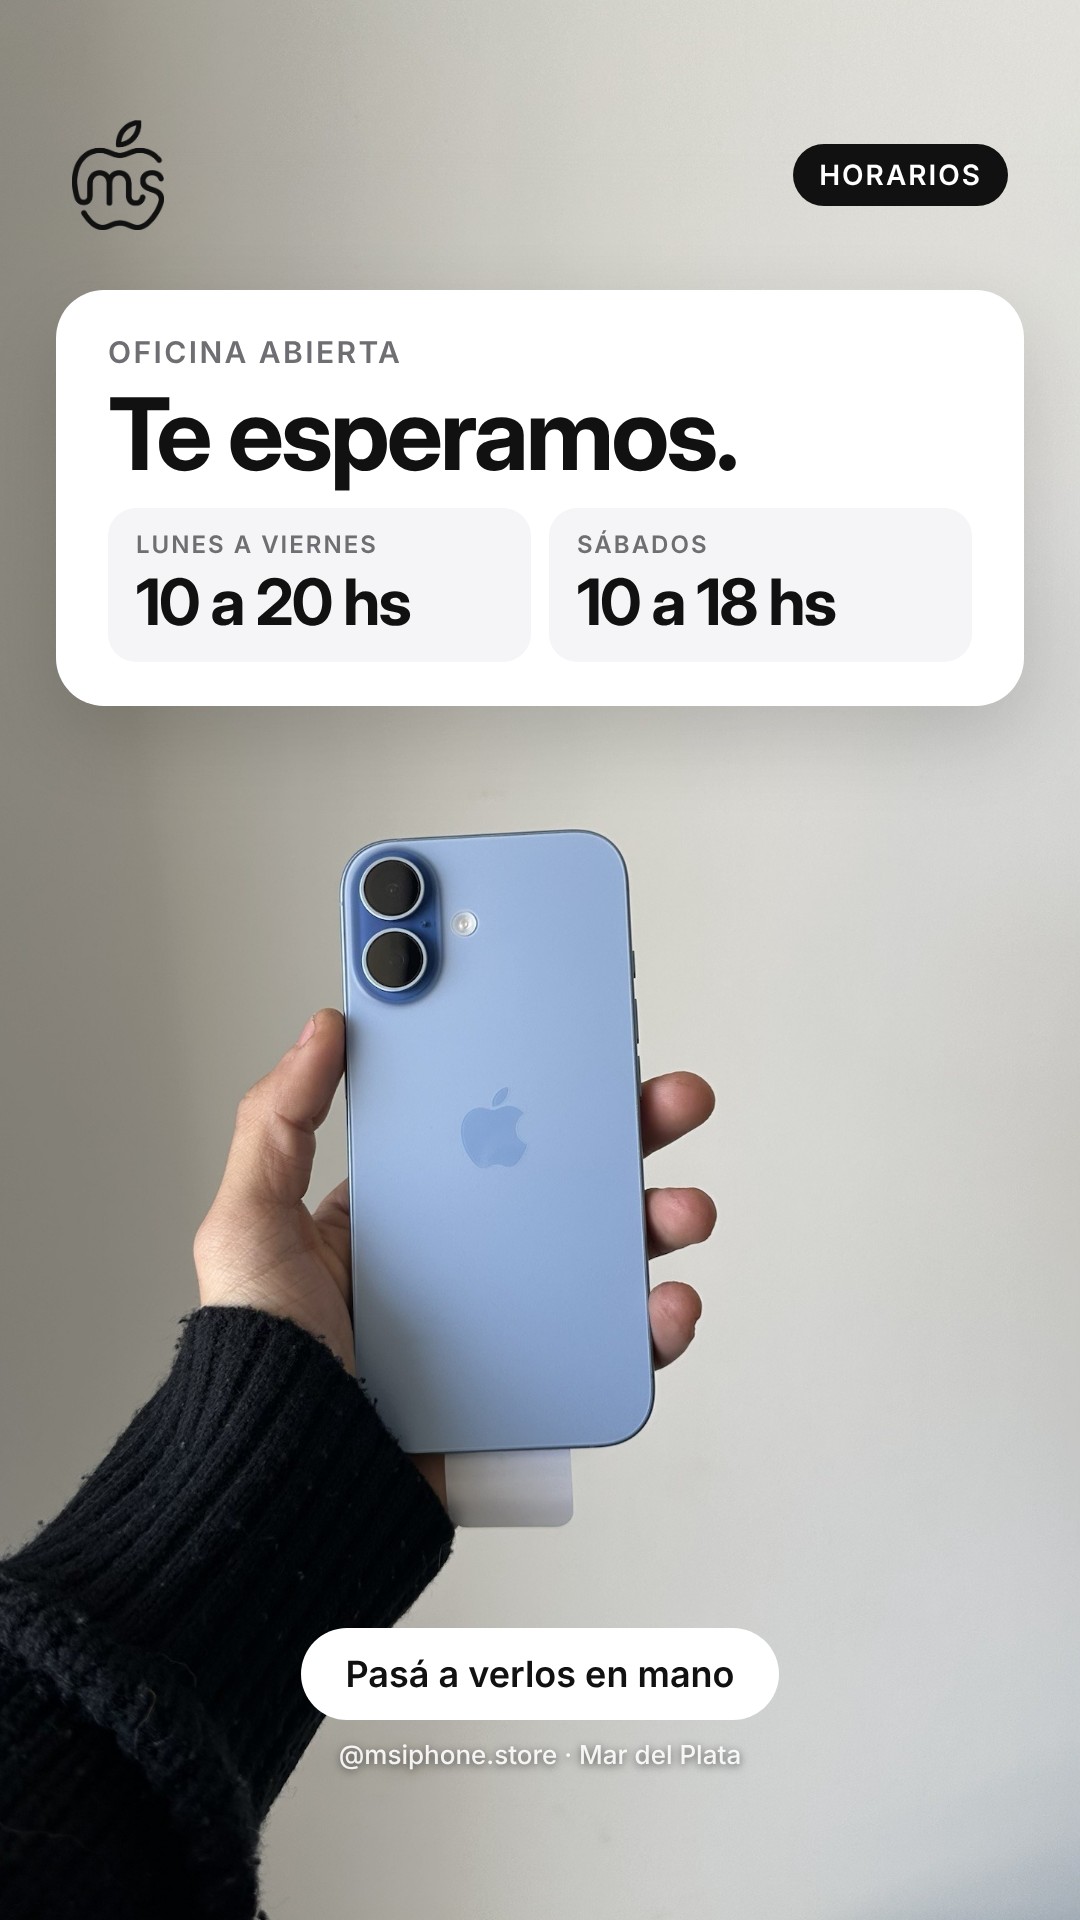 ms
HORARIOS
OFICINA ABIERTA
Te esperamos.
LUNES A VIERNES
10 a 20 hs
SÁBADOS
10 a 18 hs
Pasá a verlos en mano
@msiphone.store · Mar del Plata